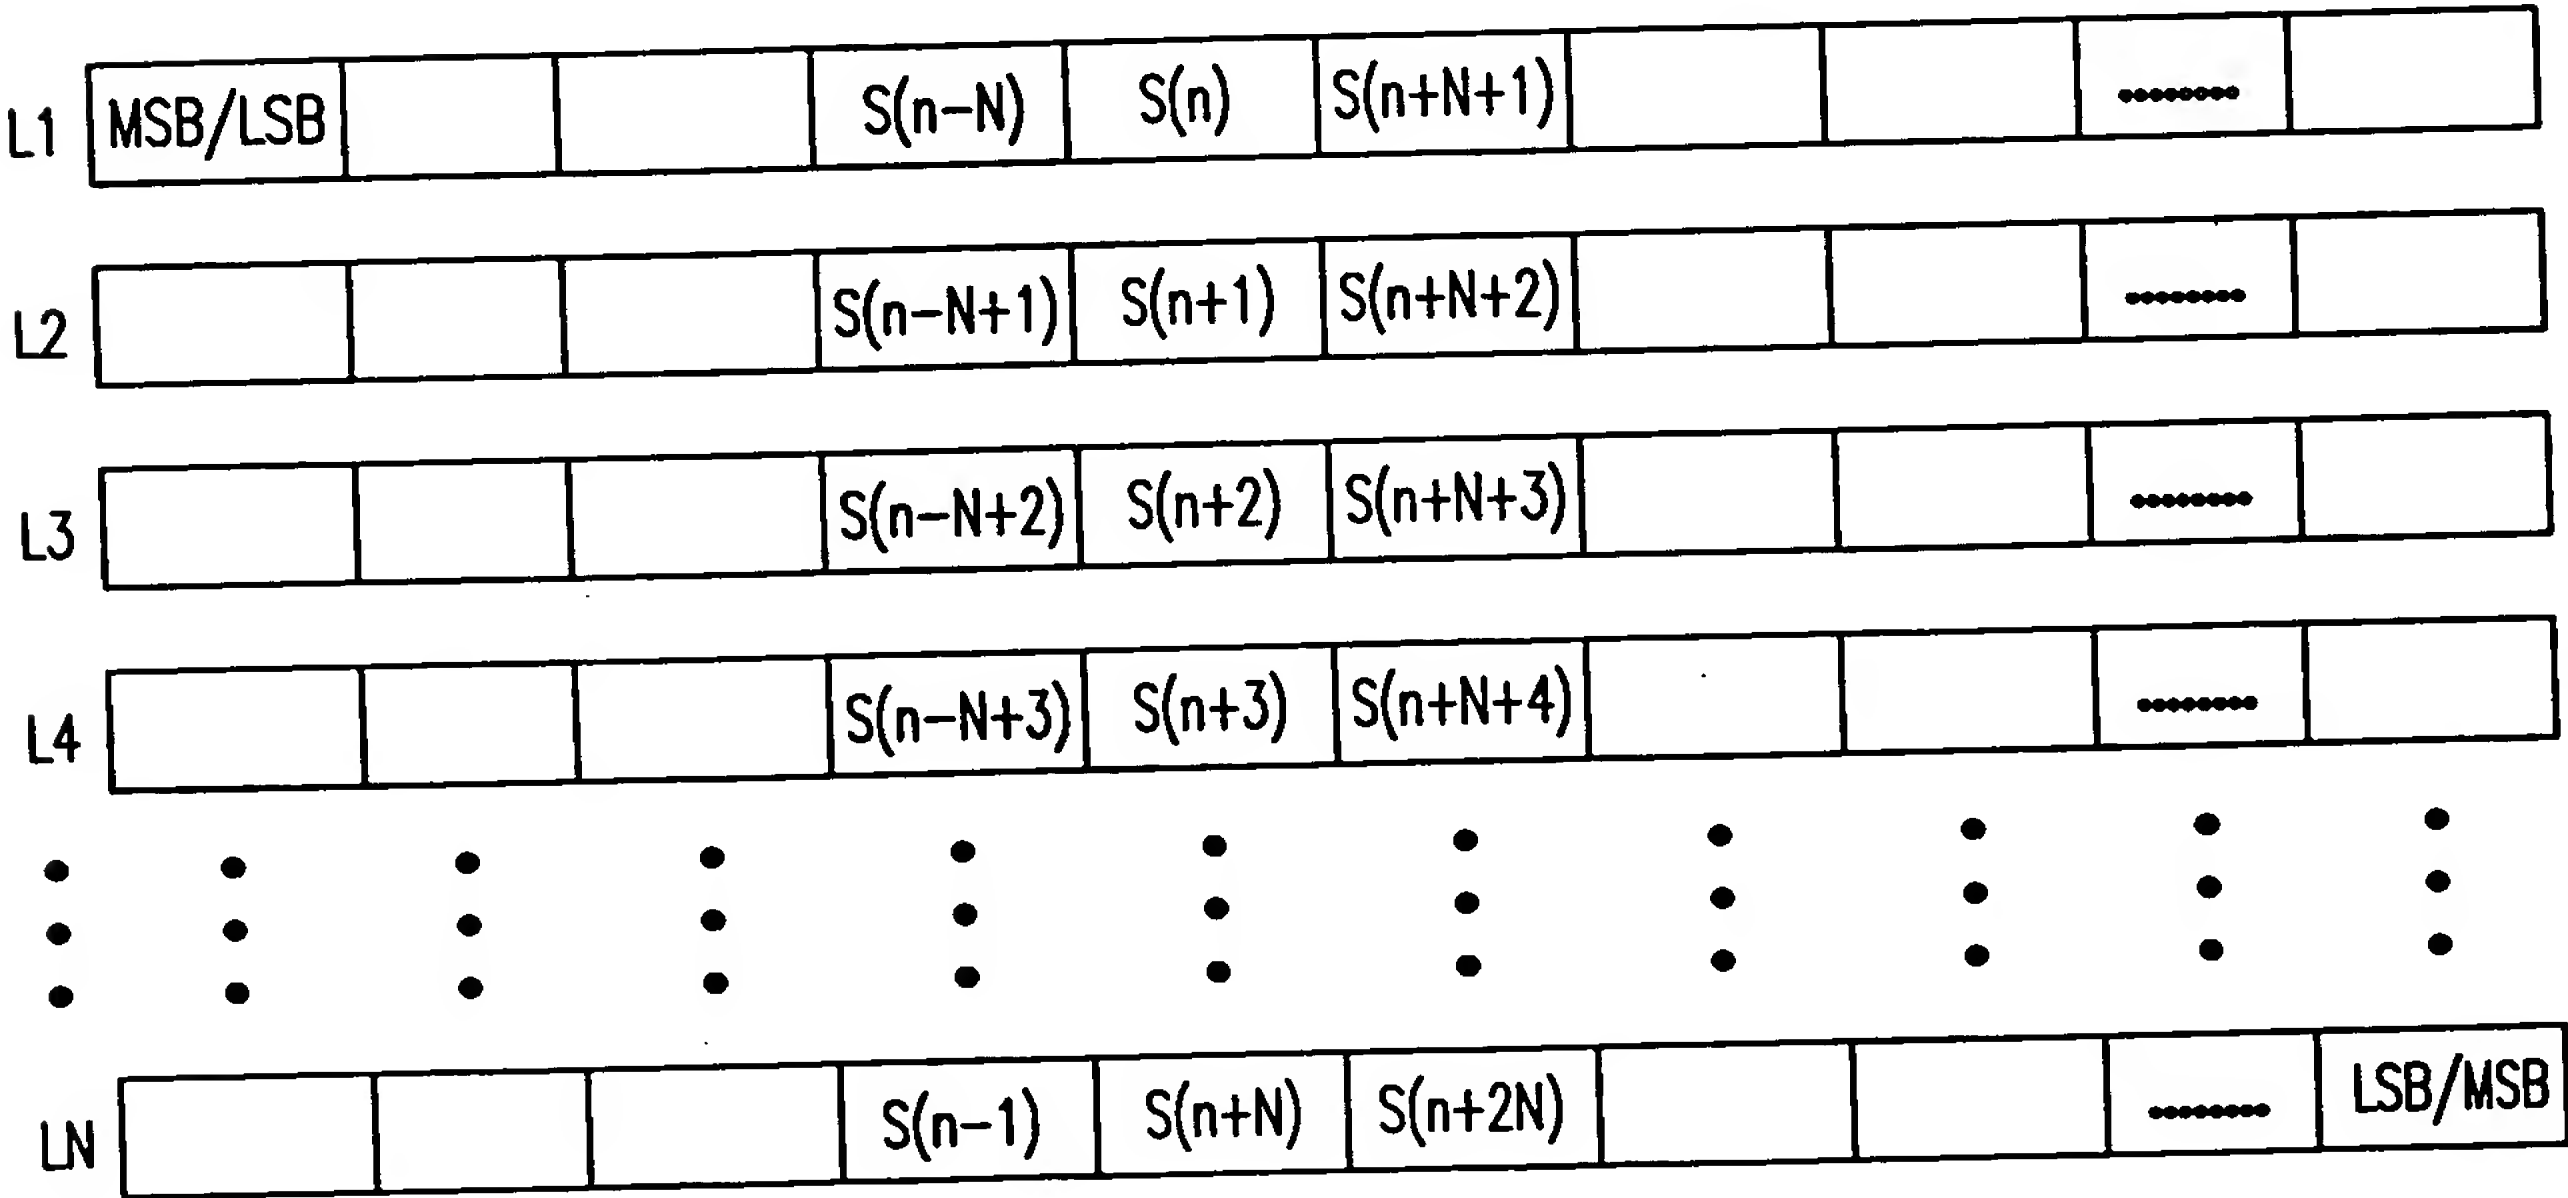 L1 MSB/LSB S(n-N) S(n) S(n+N+1) ........
L2 S(n-N+1) S(n+1) S(n+N+2) ........
L3 S(n-N+2) S(n+2) S(n+N+3) ........
L4 S(n-N+3) S(n+3) S(n+N+4) ........
LN S(n-1) S(n+N) S(n+2N) ........ LSB/MSB